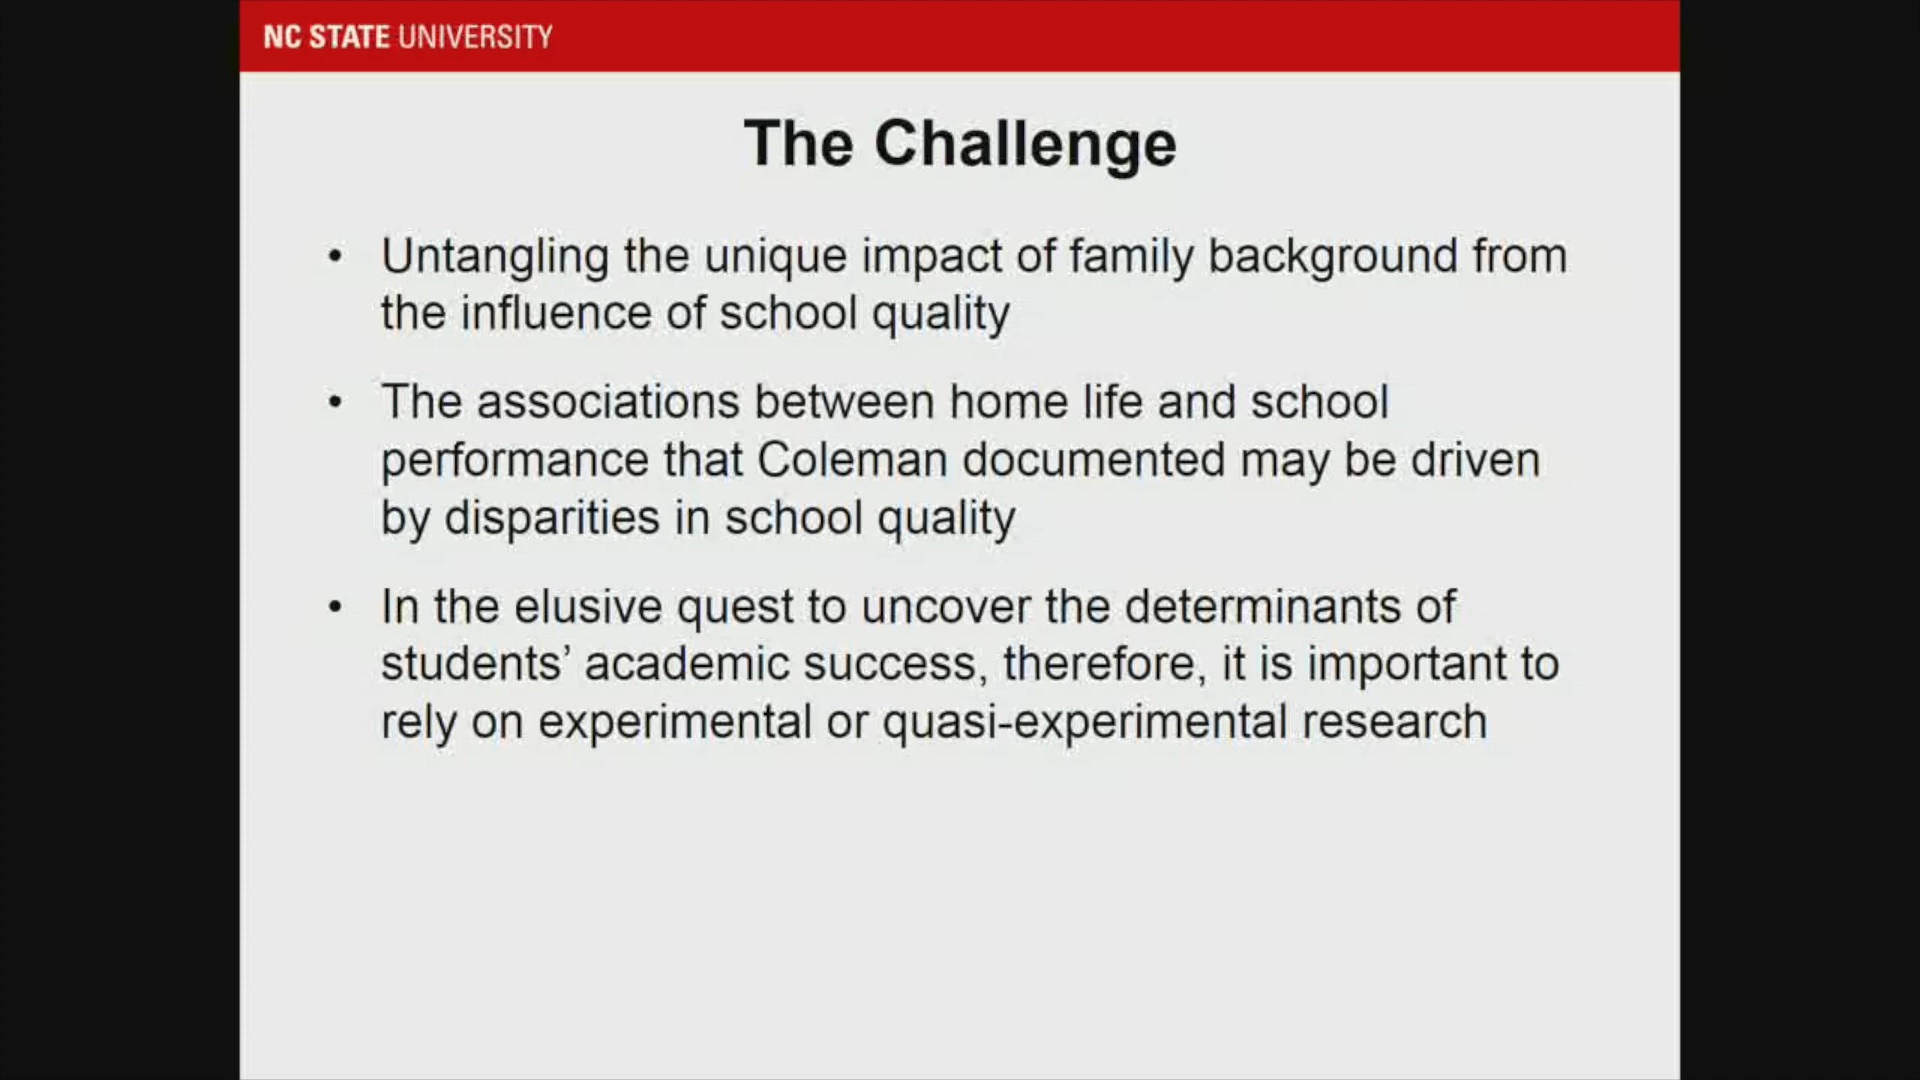 NC STATE UNIVERSITY
The Challenge
• Untangling the unique impact of family background from
the influence of school quality
• The associations between home life and school
performance that Coleman documented may be driven
by disparities in school quality
• In the elusive quest to uncover the determinants of
students’ academic success, therefore, it is important to
rely on experimental or quasi-experimental research